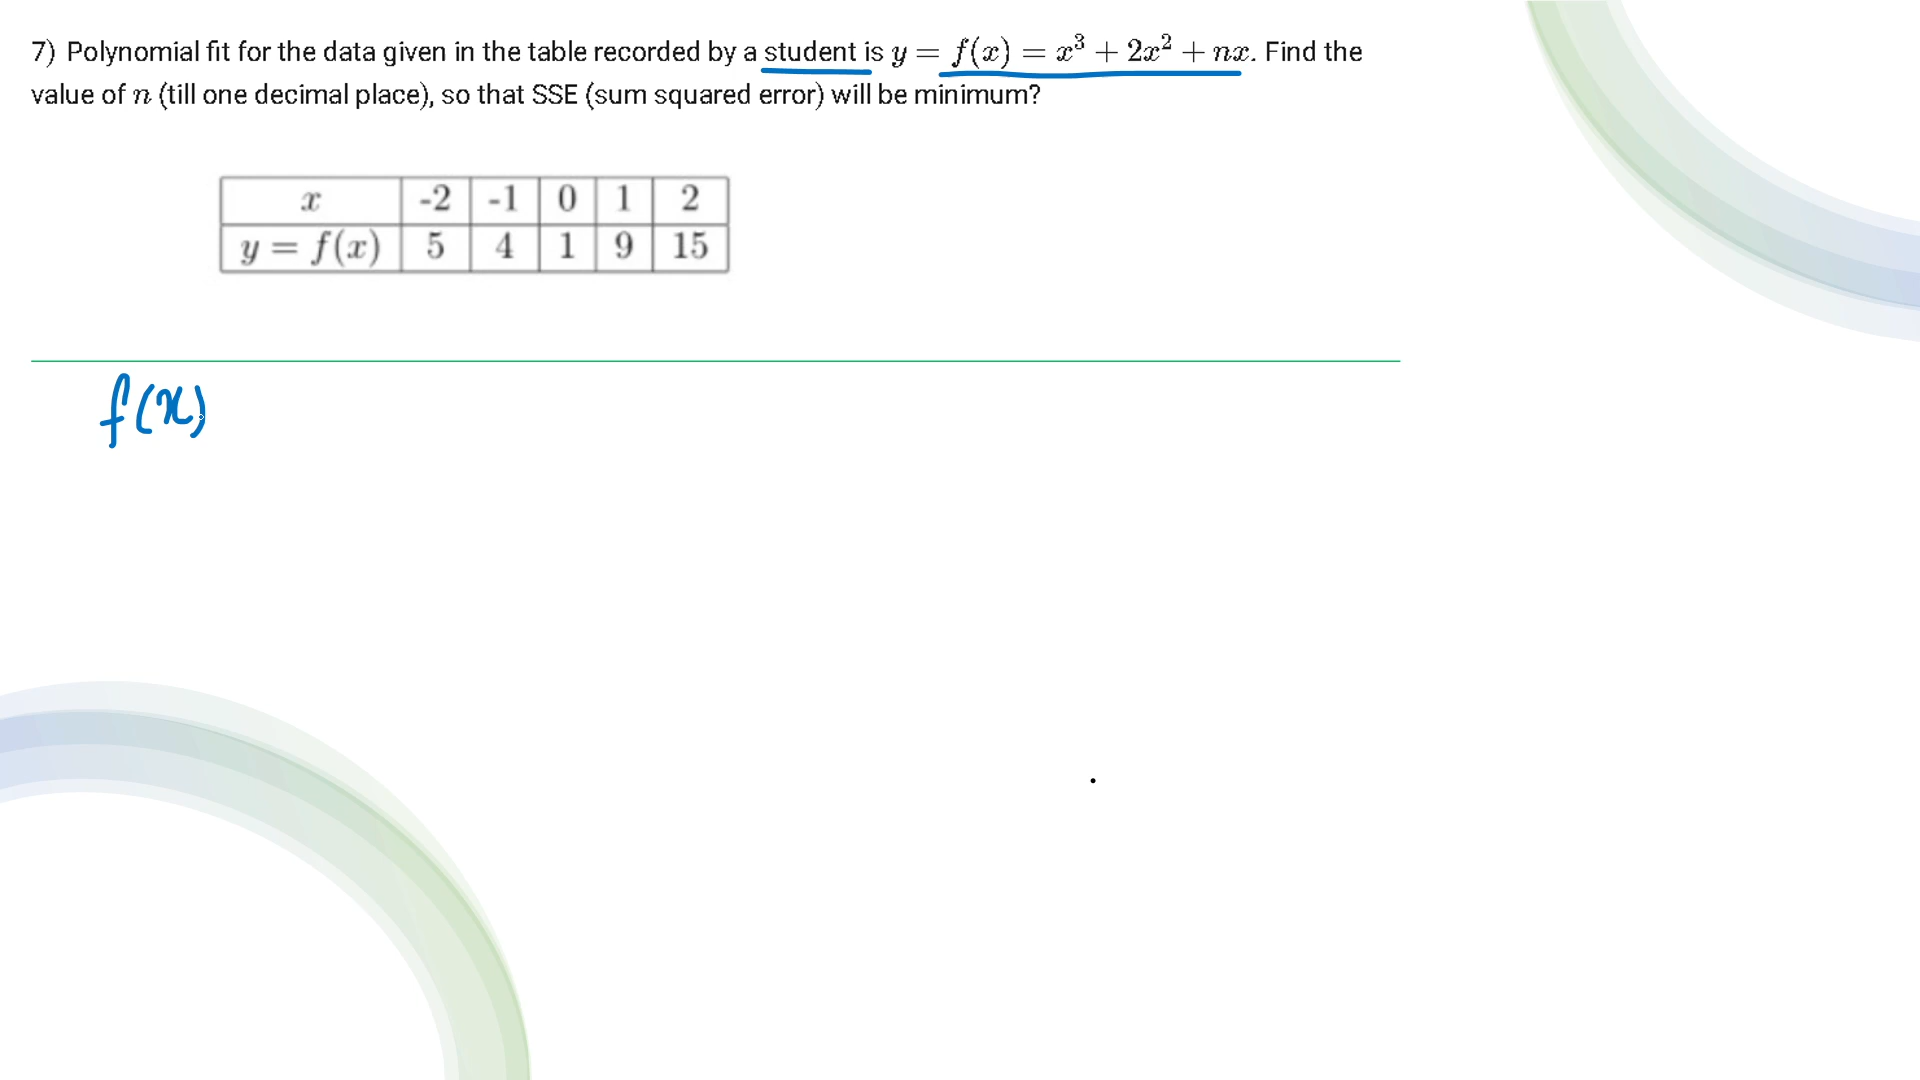 7) Polynomial fit for the data given in the table recorded by a student is y = f(x) = x³ + 2x² + nx. Find the
value of n (till one decimal place), so that SSE (sum squared error) will be minimum?
x -2 -1 0 1 2
y = f(x) 5 4 1 9 15
f(x)